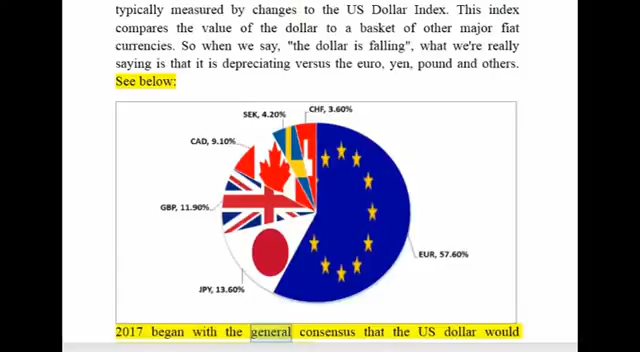 typically measured by changes to the US Dollar Index. This index
compares the value of the dollar to a basket of other major fiat
currencies. So when we say, "the dollar is falling", what we're really
saying is that it is depreciating versus the euro, yen, pound and others.
See below:
CHF, 3.60%
SEK, 4.20%
CAD, 9.10%
GBP, 11.90%
EUR, 57.60%
JPY, 13.60%
2017 began with the general consensus that the US dollar would